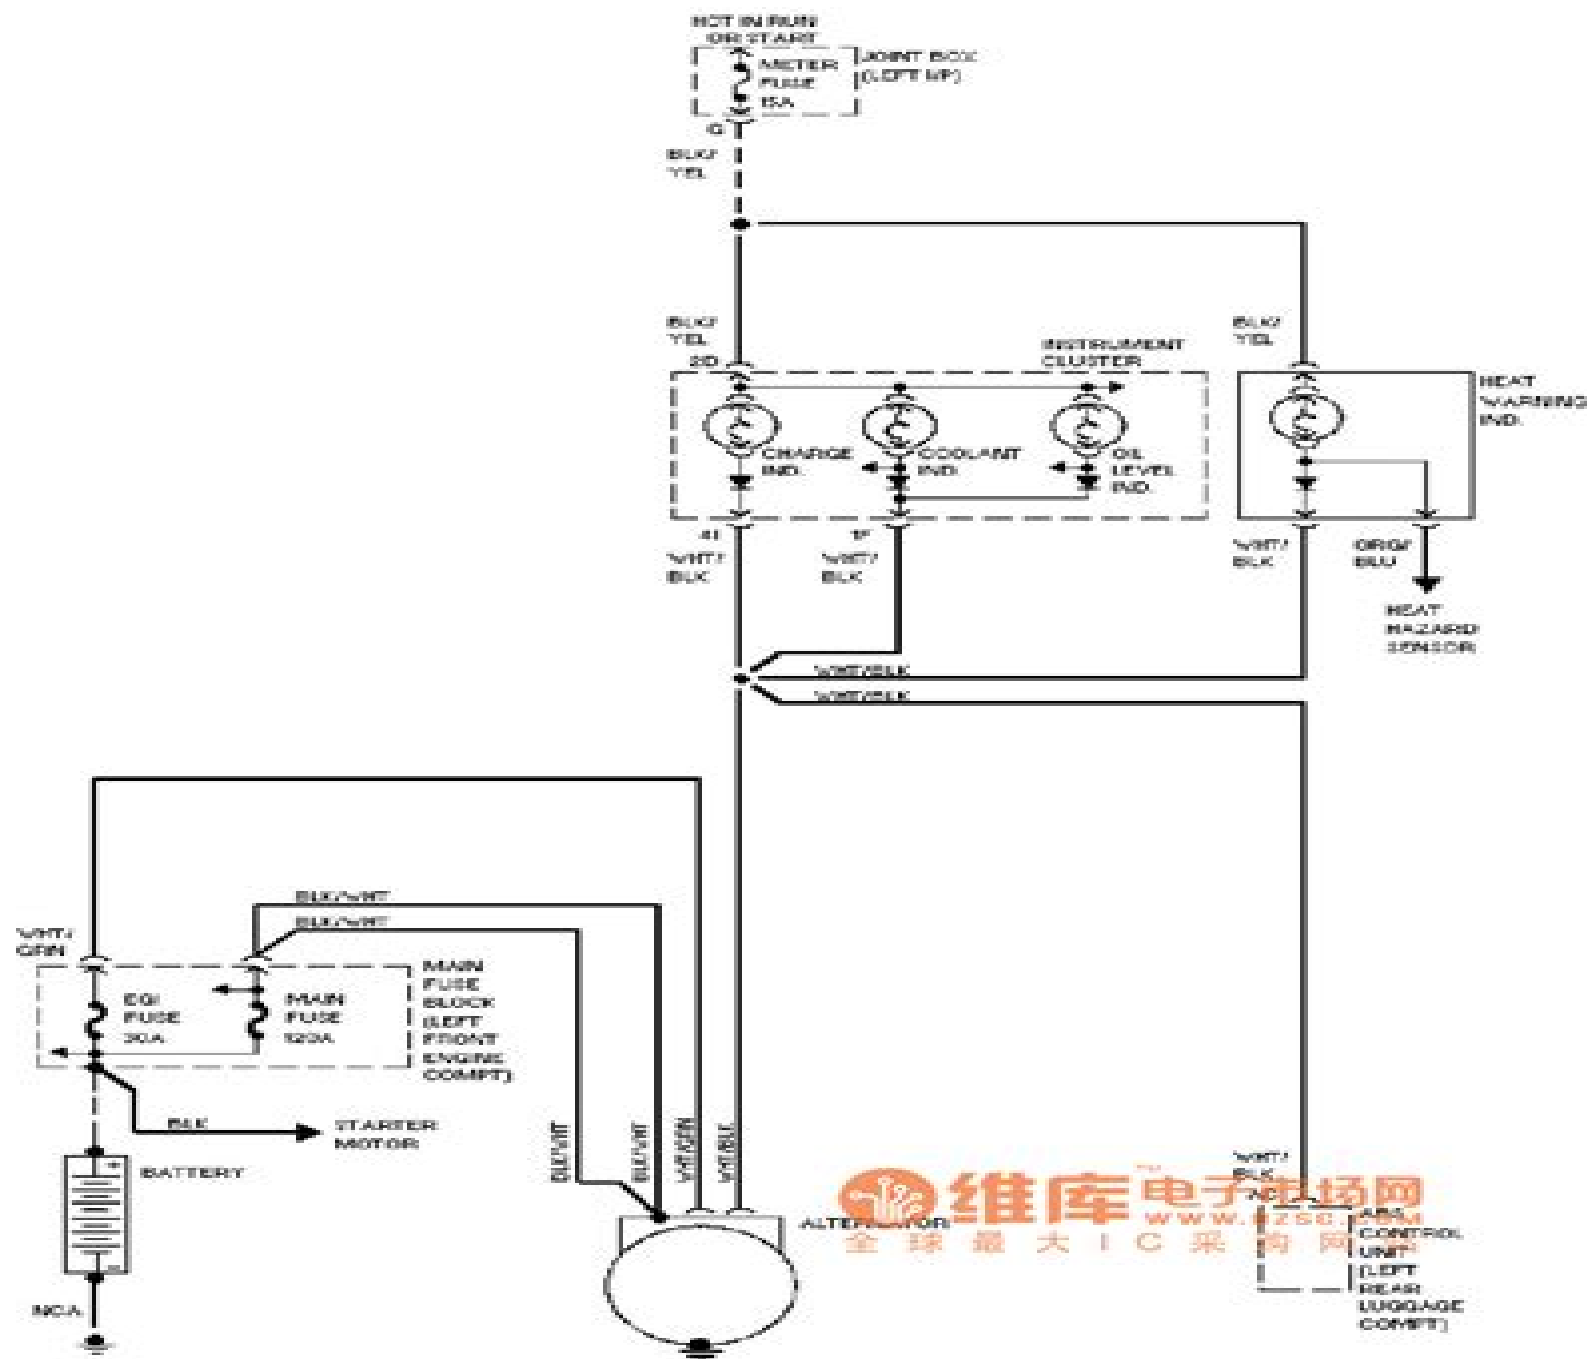 HOT IN RUN
OR START
METER
FUSE
15A
JOINT BOX
(LEFT I/P)
G
BLK/
YEL
BLK/
YEL
2D
INSTRUMENT
CLUSTER
BLK/
YEL
HEAT
WARNING
IND.
CHARGE
IND.
COOLANT
IND.
OIL
LEVEL
IND.
WHT/
BLK
1F
WHT/
BLK
WHT/
BLK
ORG/
BLU
HEAT
HAZARD
SENSOR
WHT/BLK
WHT/BLK
BLK/WHT
BLK/WHT
WHT/
GRN
EGI
FUSE
30A
MAIN
FUSE
120A
MAIN
FUSE
BLOCK
(LEFT
FRONT
ENGINE
COMPT)
BLK
STARTER
MOTOR
BATTERY
NCA
BLK/WHT
BLK/WHT
WHT/GRN
WHT/BLK
ALTERNATOR
WHT/
BLK
维库电子市场网
TM
WWW.DZSC.COM
全球最大IC采购网站
CONTROL
UNIT
(LEFT
REAR
LUGGAGE
COMPT)